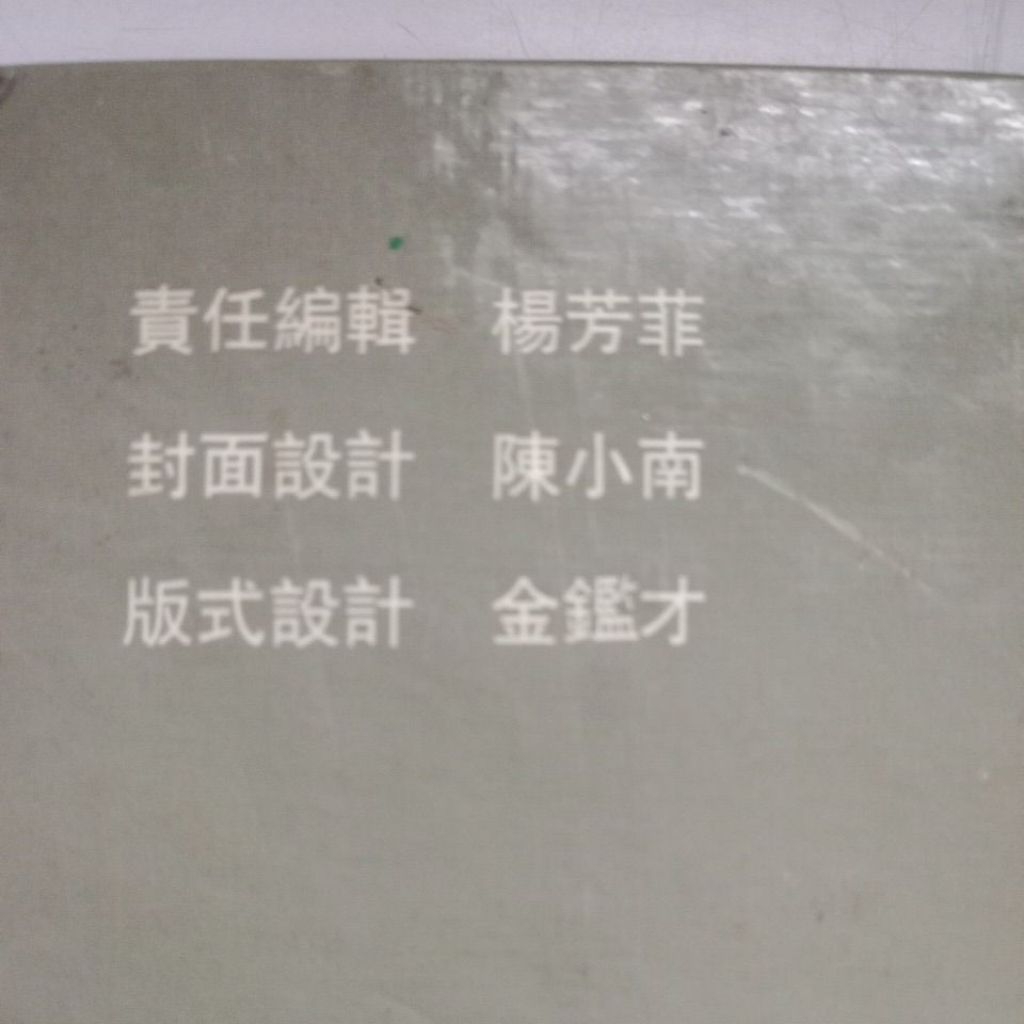 責任編輯　楊芳菲
封面設計　陳小南
版式設計　金鑑才